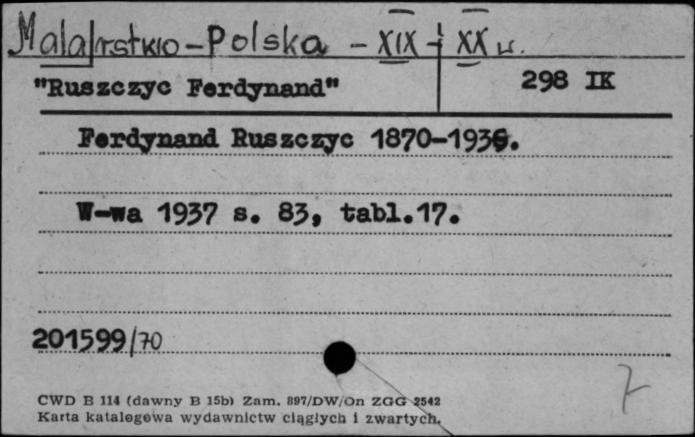 Malarstwo – Polska – XIX – XX w.
"Ruszczyc Ferdynand"
298 IK
Ferdynand Ruszczyc 1870–1936.
W-wa 1937 s. 83, tabl.17.
201599/70
CWD B 114 (dawny B 15b) Zam. 897/DW/On ZGG 2542
Karta katalogowa wydawnictw ciągłych i zwartych.